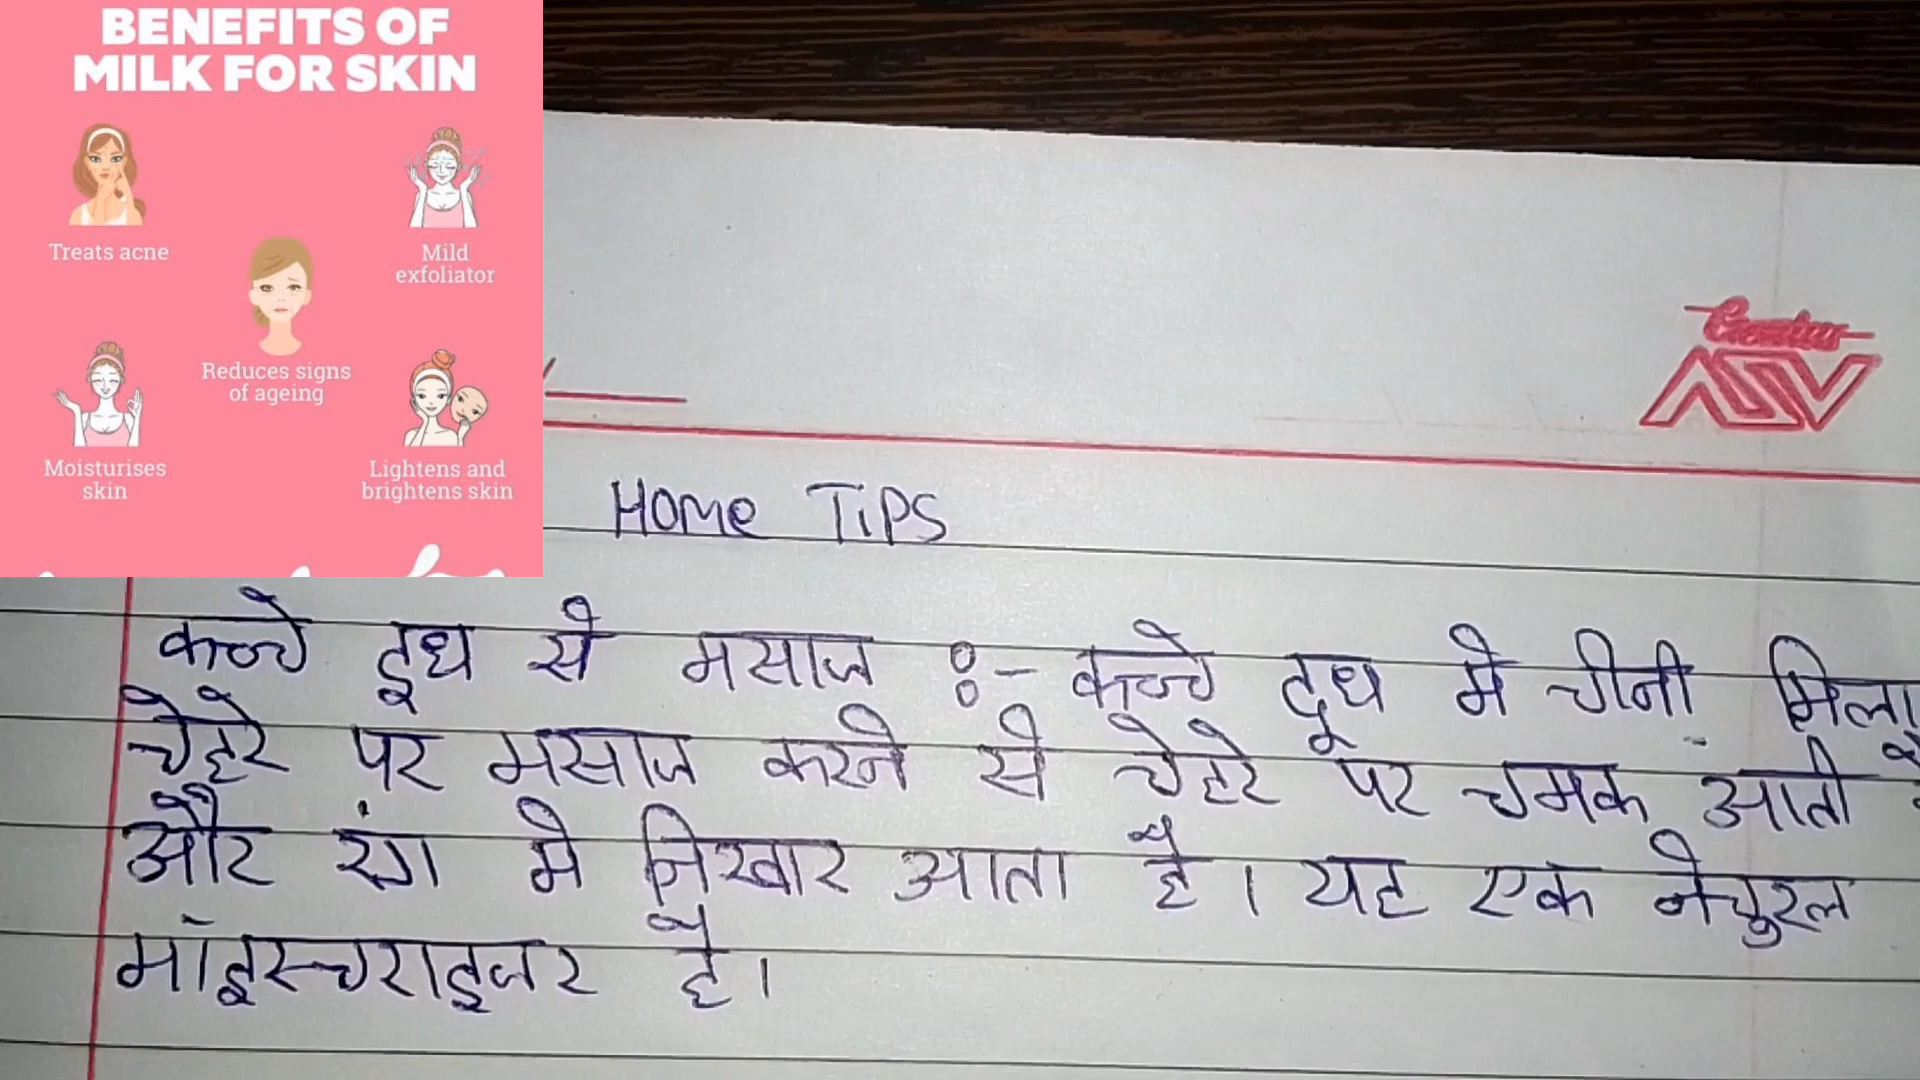 BENEFITS OF
MILK FOR SKIN
Treats acne
Mild
exfoliator
Reduces signs
of ageing
Moisturises
skin
Lightens and
brightens skin
Home TiPS
कच्चे दूध से मसाज :- कच्चे दूध मे चीनी मिला
चेहरे पर मसाज करने से चेहरे पर चमक आती
और रंग मे निखार आता है। यह एक नेचुरल
मॉइस्चराइजर है।